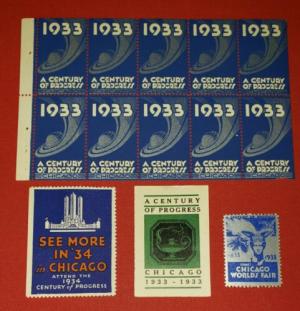 1933
A CENTURY
OF PROGRESS
1933
A CENTURY
OF PROGRESS
1933
A CENTURY
OF PROGRESS
1933
A CENTURY
OF PROGRESS
1933
A CENTURY
OF PROGRESS
1933
A CENTURY
OF PROGRESS
1933
A CENTURY
OF PROGRESS
1933
A CENTURY
OF PROGRESS
1933
A CENTURY
OF PROGRESS
1933
A CENTURY
OF PROGRESS
SEE MORE
IN '34
in CHICAGO
ATTEND THE
1934
CENTURY of PROGRESS
A CENTURY
OF PROGRESS
CHICAGO
1933 - 1933
1933
CHICAGO
WORLDS FAIR